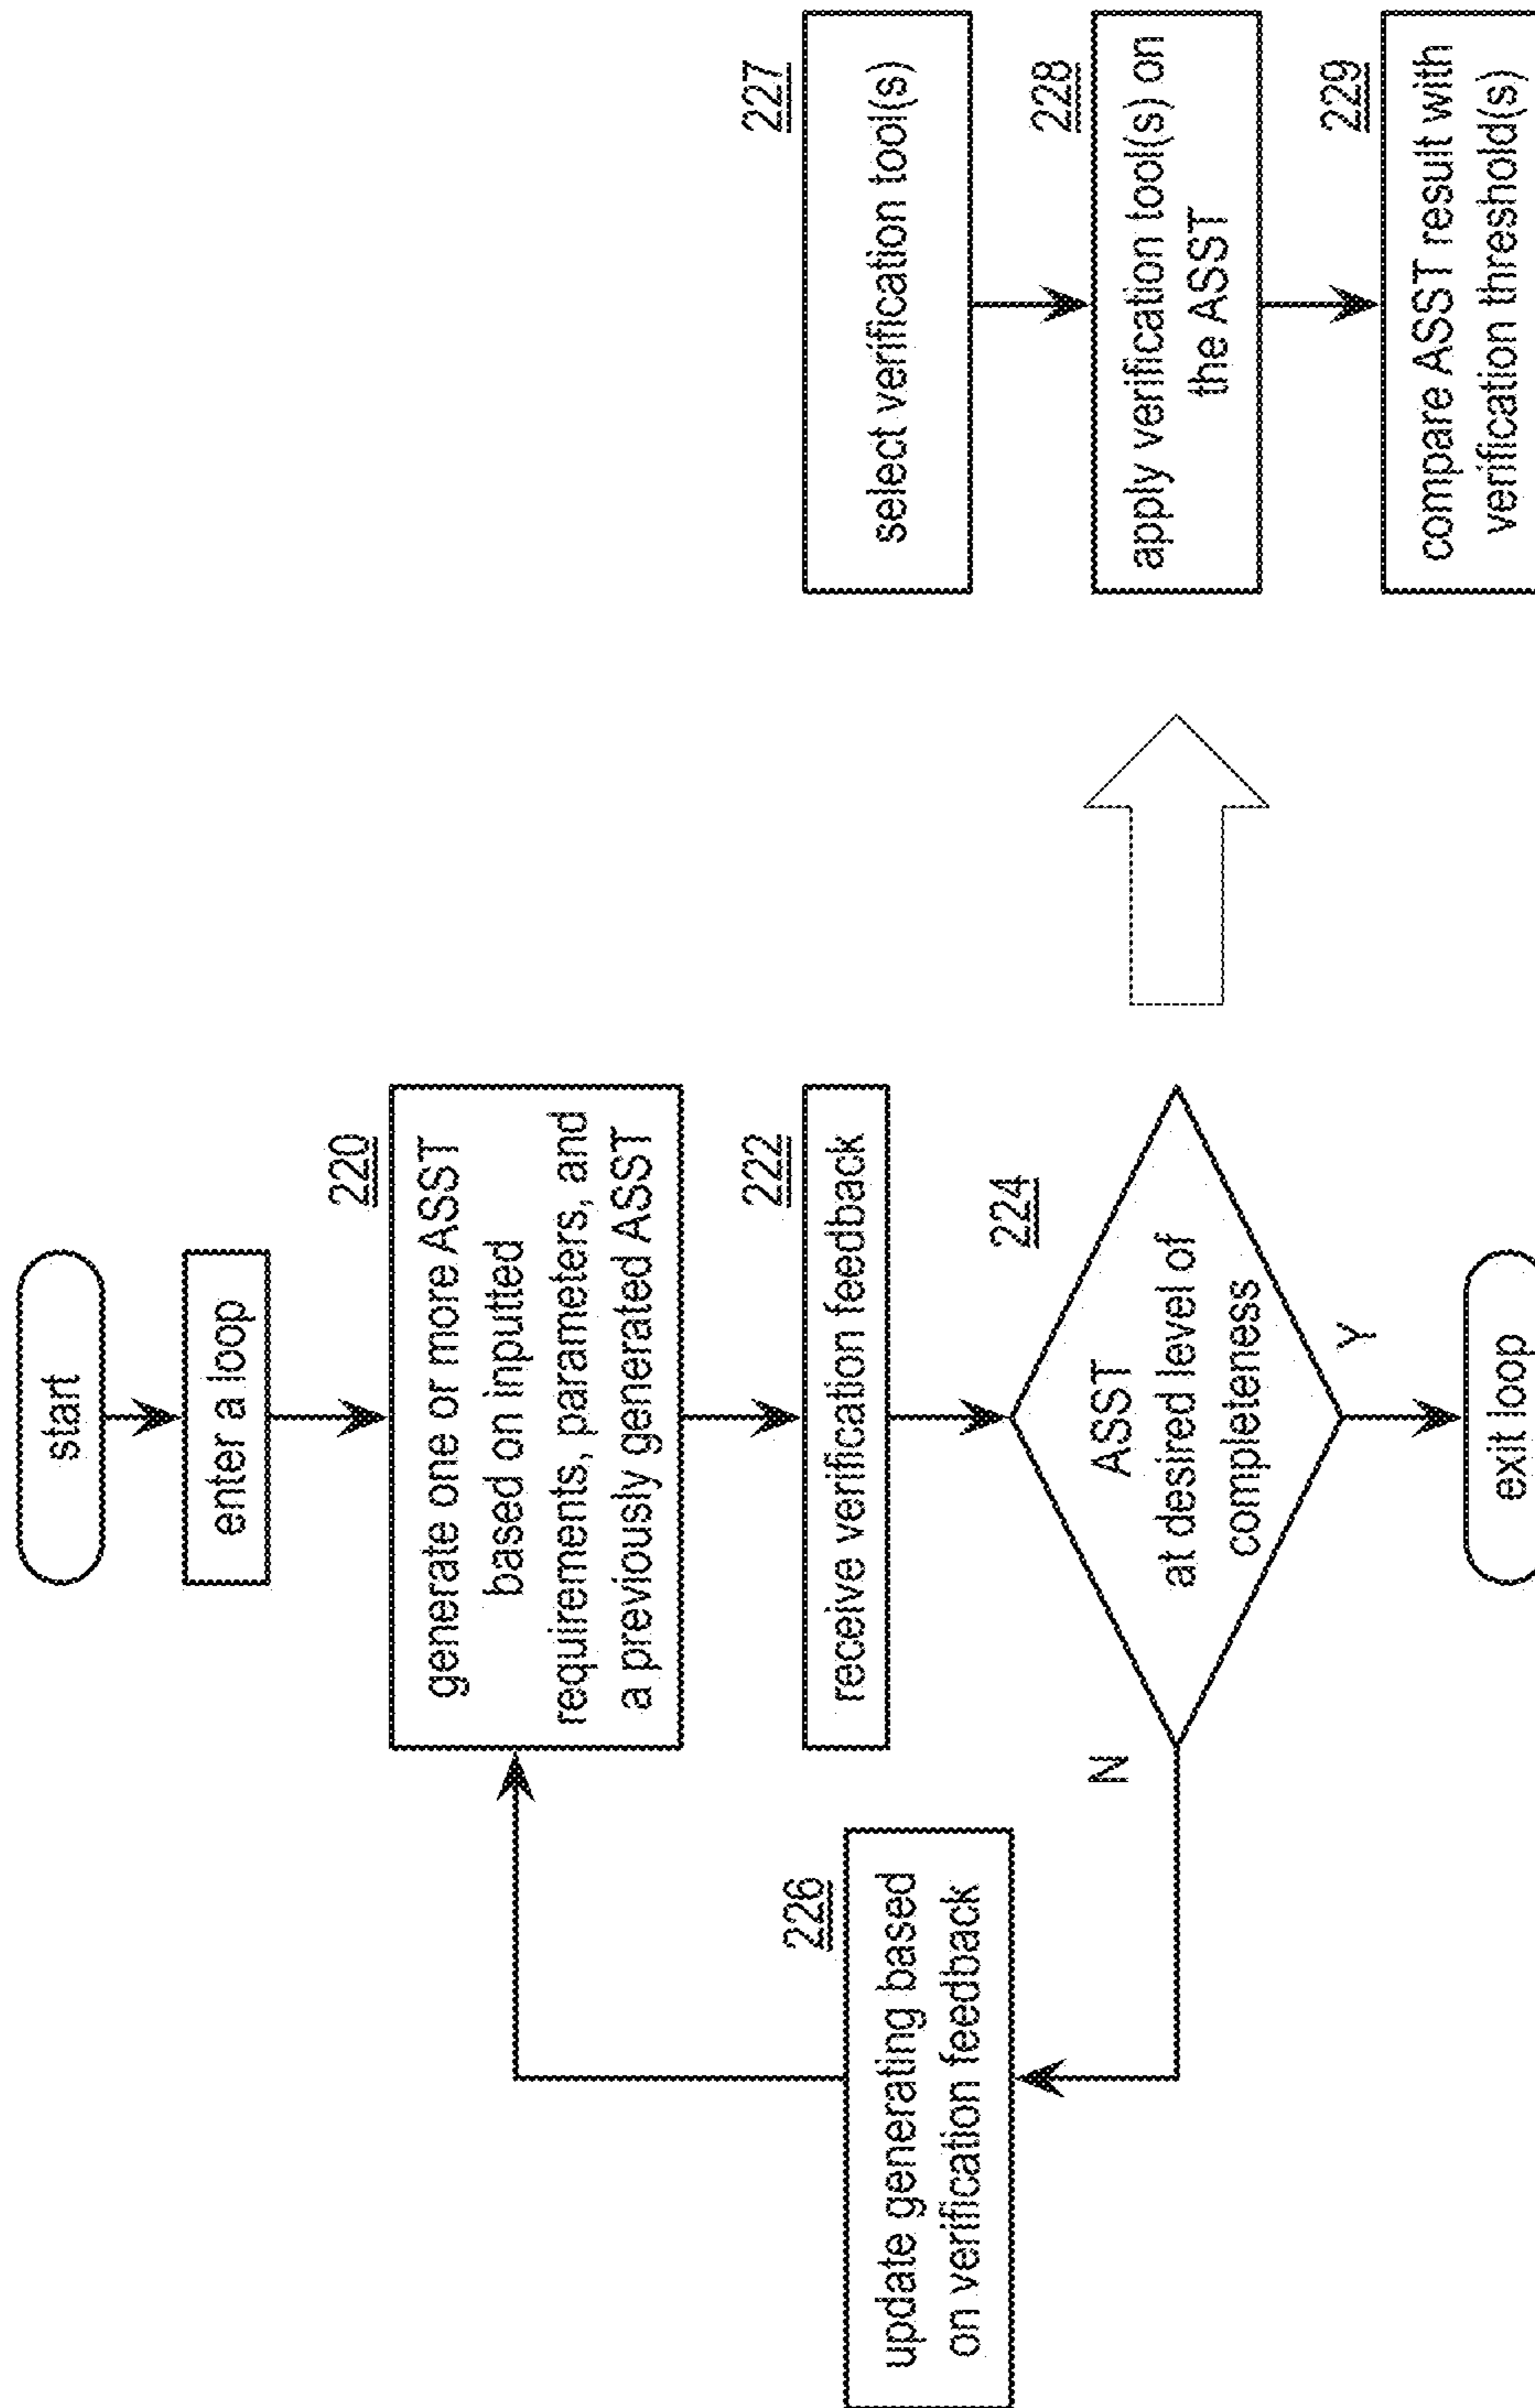 start
enter a loop
220
generate one or more ASST
based on inputted
requirements, parameters, and
a previously generated ASST
222
receive verification feedback
224
ASST
at desired level of
completeness
N
Y
226
update generating based
on verification feedback
exit loop
227
select verification tool(s)
228
apply verification tool(s) on
the ASST
229
compare ASST result with
verification threshold(s)